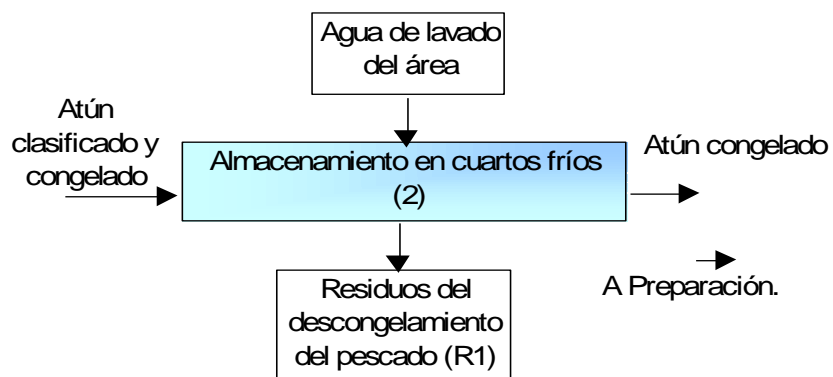 Agua de lavado
del área
Atún
clasificado y
congelado
Almacenamiento en cuartos fríos
(2)
Atún congelado
A Preparación.
Residuos del
descongelamiento
del pescado (R1)